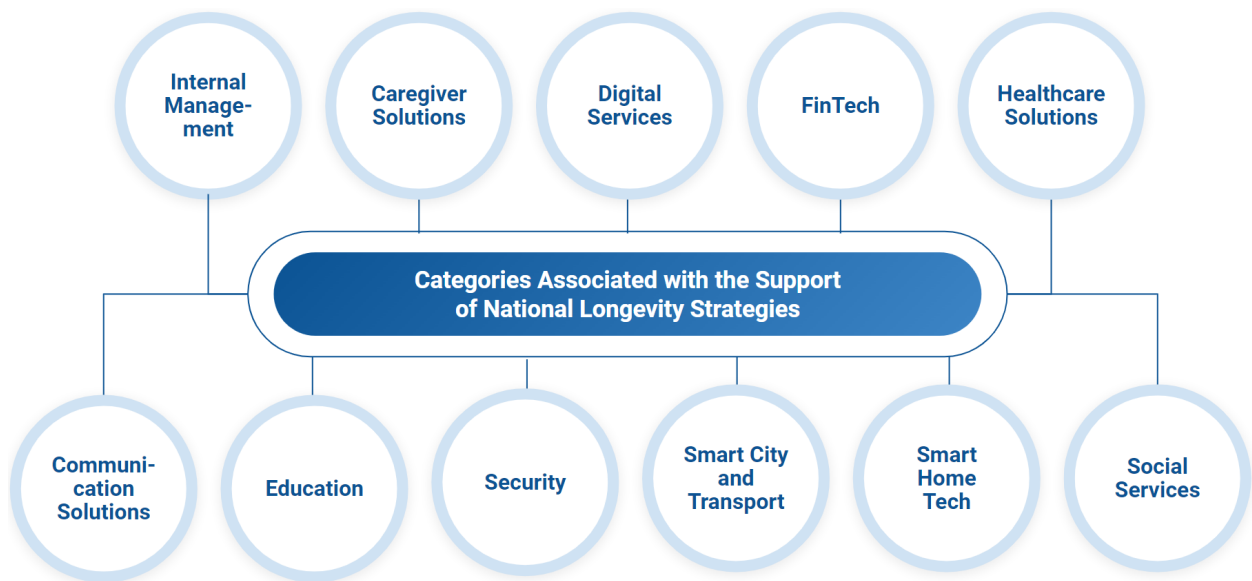 Internal
Manage-
ment
Caregiver
Solutions
Digital
Services
FinTech
Healthcare
Solutions
Categories Associated with the Support
of National Longevity Strategies
Communi-
cation
Solutions
Education
Security
Smart City
and
Transport
Smart
Home
Tech
Social
Services